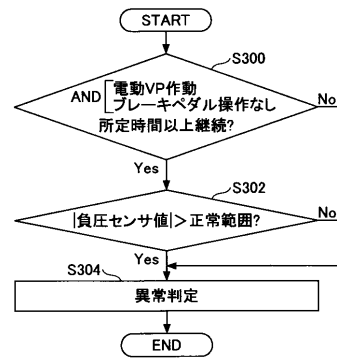 START
S300
AND 電動VP作動
ブレーキペダル操作なし
所定時間以上継続?
No
Yes
S302
|負圧センサ値|>正常範囲?
No
Yes
S304
異常判定
END